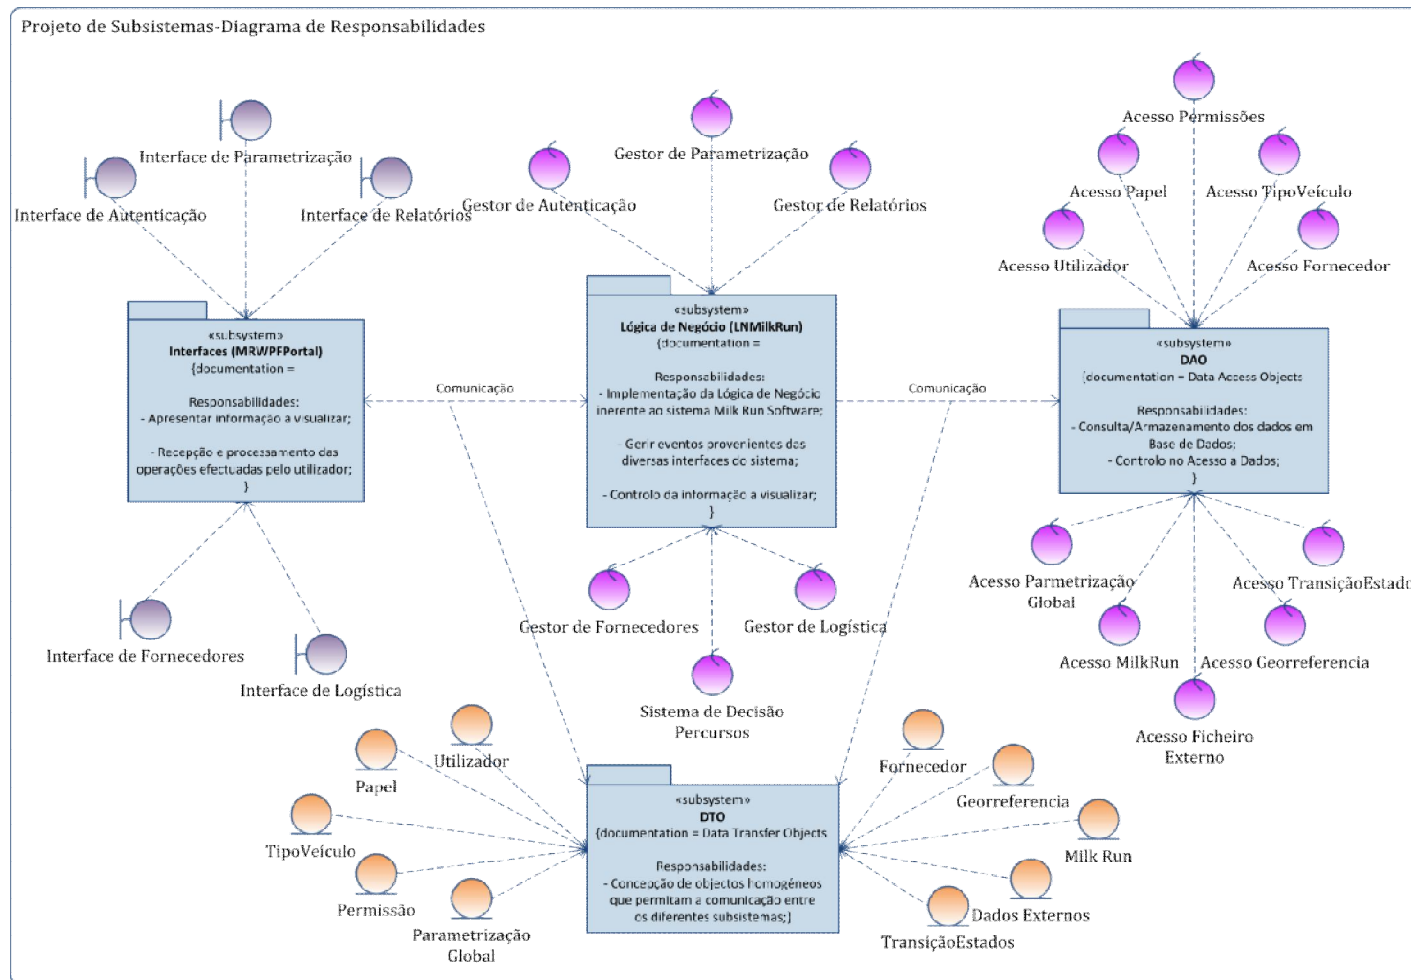 Projeto de Subsistemas-Diagrama de Responsabilidades
Interface de Parametrização
Interface de Autenticação
Interface de Relatórios
Gestor de Parametrização
Gestor de Autenticação
Gestor de Relatórios
Acesso Permissões
Acesso Papel
Acesso TipoVeículo
Acesso Utilizador
Acesso Fornecedor
«subsystem»
Interfaces (MRWPFPortal)
{documentation =
Responsabilidades:
- Apresentar informação a visualizar;
- Recepção e processamento das
operações efectuadas pelo utilizador;
}
Comunicação
«subsystem»
Lógica de Negócio (LNMilkRun)
{documentation =
Responsabilidades:
- Implementação da Lógica de Negócio
inerente ao sistema Milk Run Software;
- Gerir eventos provenientes das
diversas interfaces do sistema;
- Controlo da informação a visualizar;
}
Comunicação
«subsystem»
DAO
{documentation = Data Access Objects
Responsabilidades:
- Consulta/Armazenamento dos dados em
Base de Dados;
- Controlo no Acesso a Dados;
}
Interface de Fornecedores
Interface de Logística
Gestor de Fornecedores
Gestor de Logística
Sistema de Decisão
Percursos
Acesso Parmetrização
Global
Acesso TransiçãoEstado
Acesso MilkRun
Acesso Georreferencia
Acesso Ficheiro
Externo
Utilizador
Papel
TipoVeículo
Permissão
Parametrização
Global
«subsystem»
DTO
{documentation = Data Transfer Objects
Responsabilidades:
- Concepção de objectos homogéneos
que permitam a comunicação entre
os diferentes subsistemas;}
Fornecedor
Georreferencia
Milk Run
Dados Externos
TransiçãoEstados